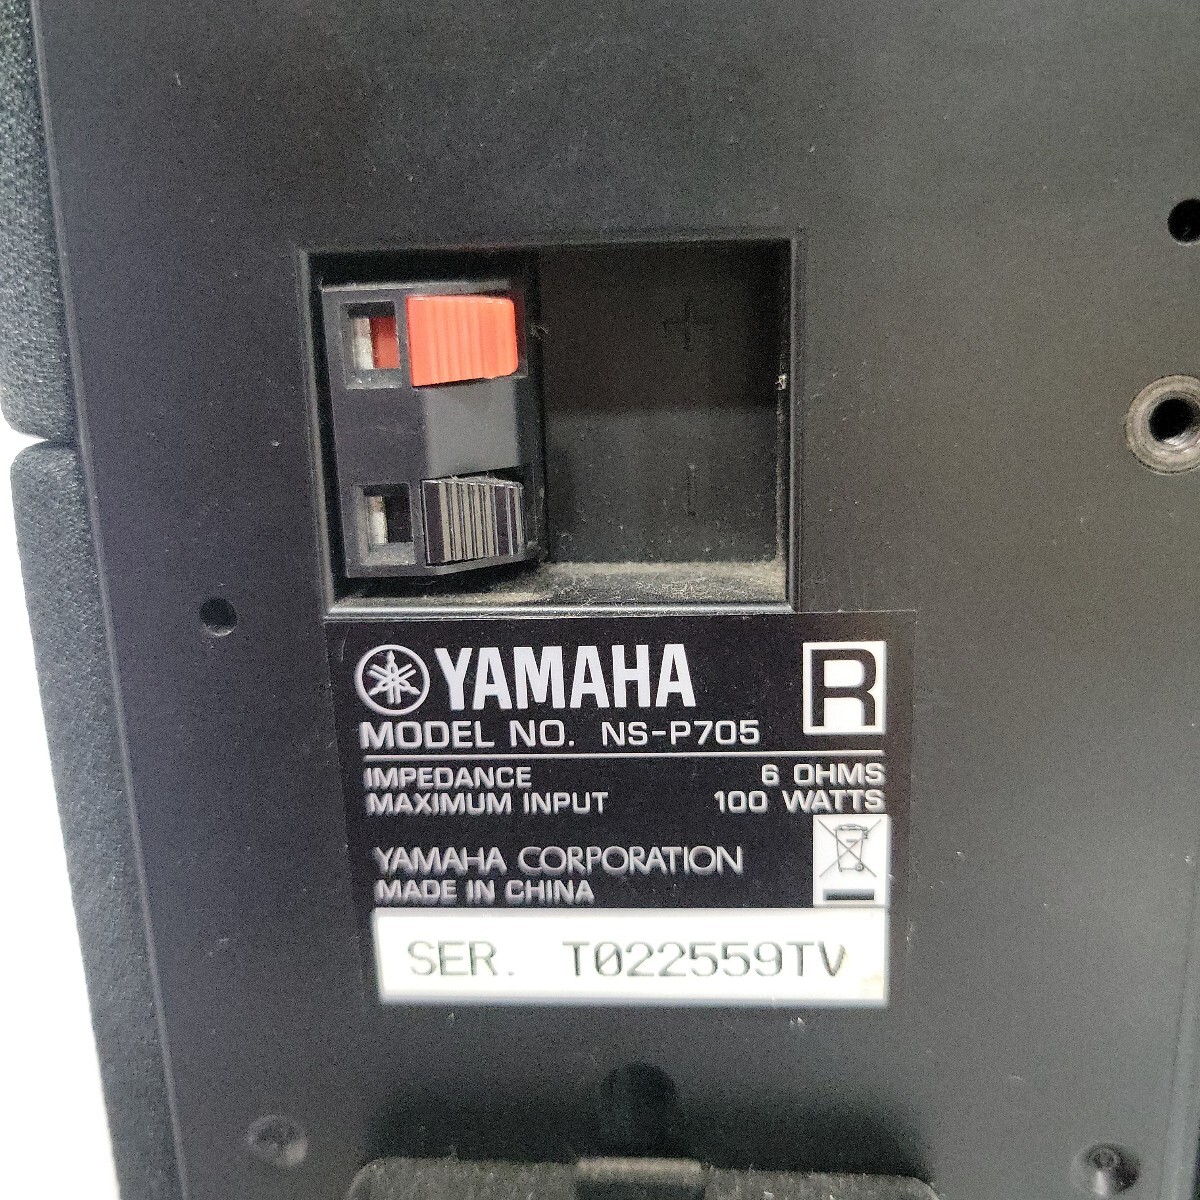 +
-
YAMAHA R
MODEL NO. NS-P705
IMPEDANCE 6 OHMS
MAXIMUM INPUT 100 WATTS
YAMAHA CORPORATION
MADE IN CHINA
SER. T022559TV